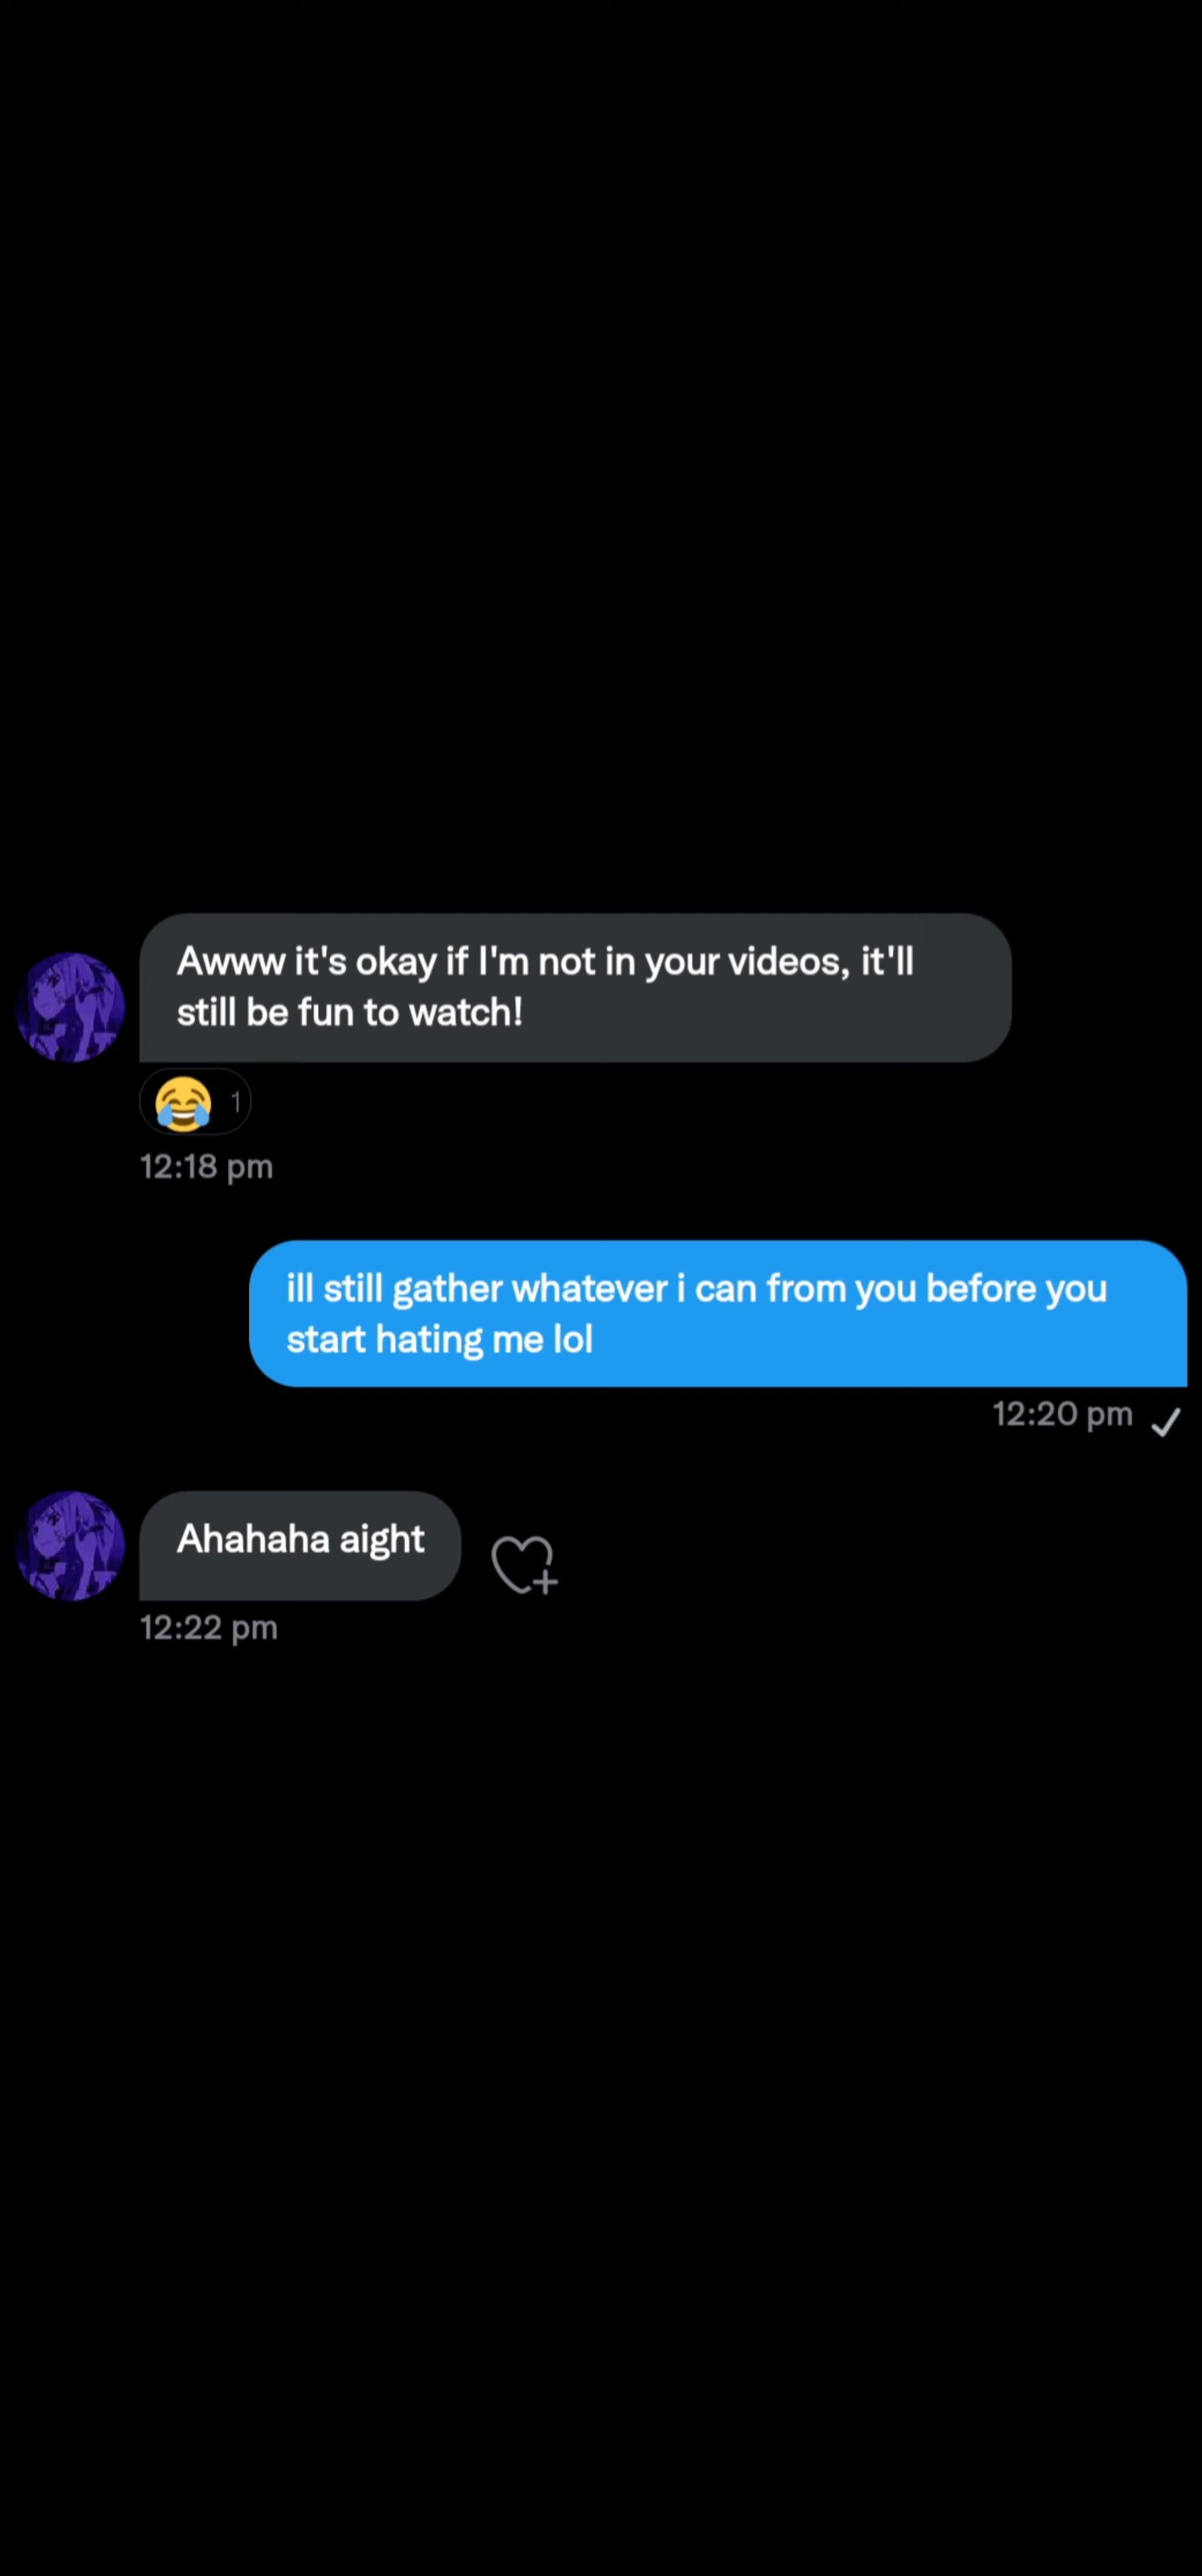 Awww it's okay if I'm not in your videos, it'll
still be fun to watch!
😂 1
12:18 pm
ill still gather whatever i can from you before you
start hating me lol
12:20 pm
Ahahaha aight
12:22 pm